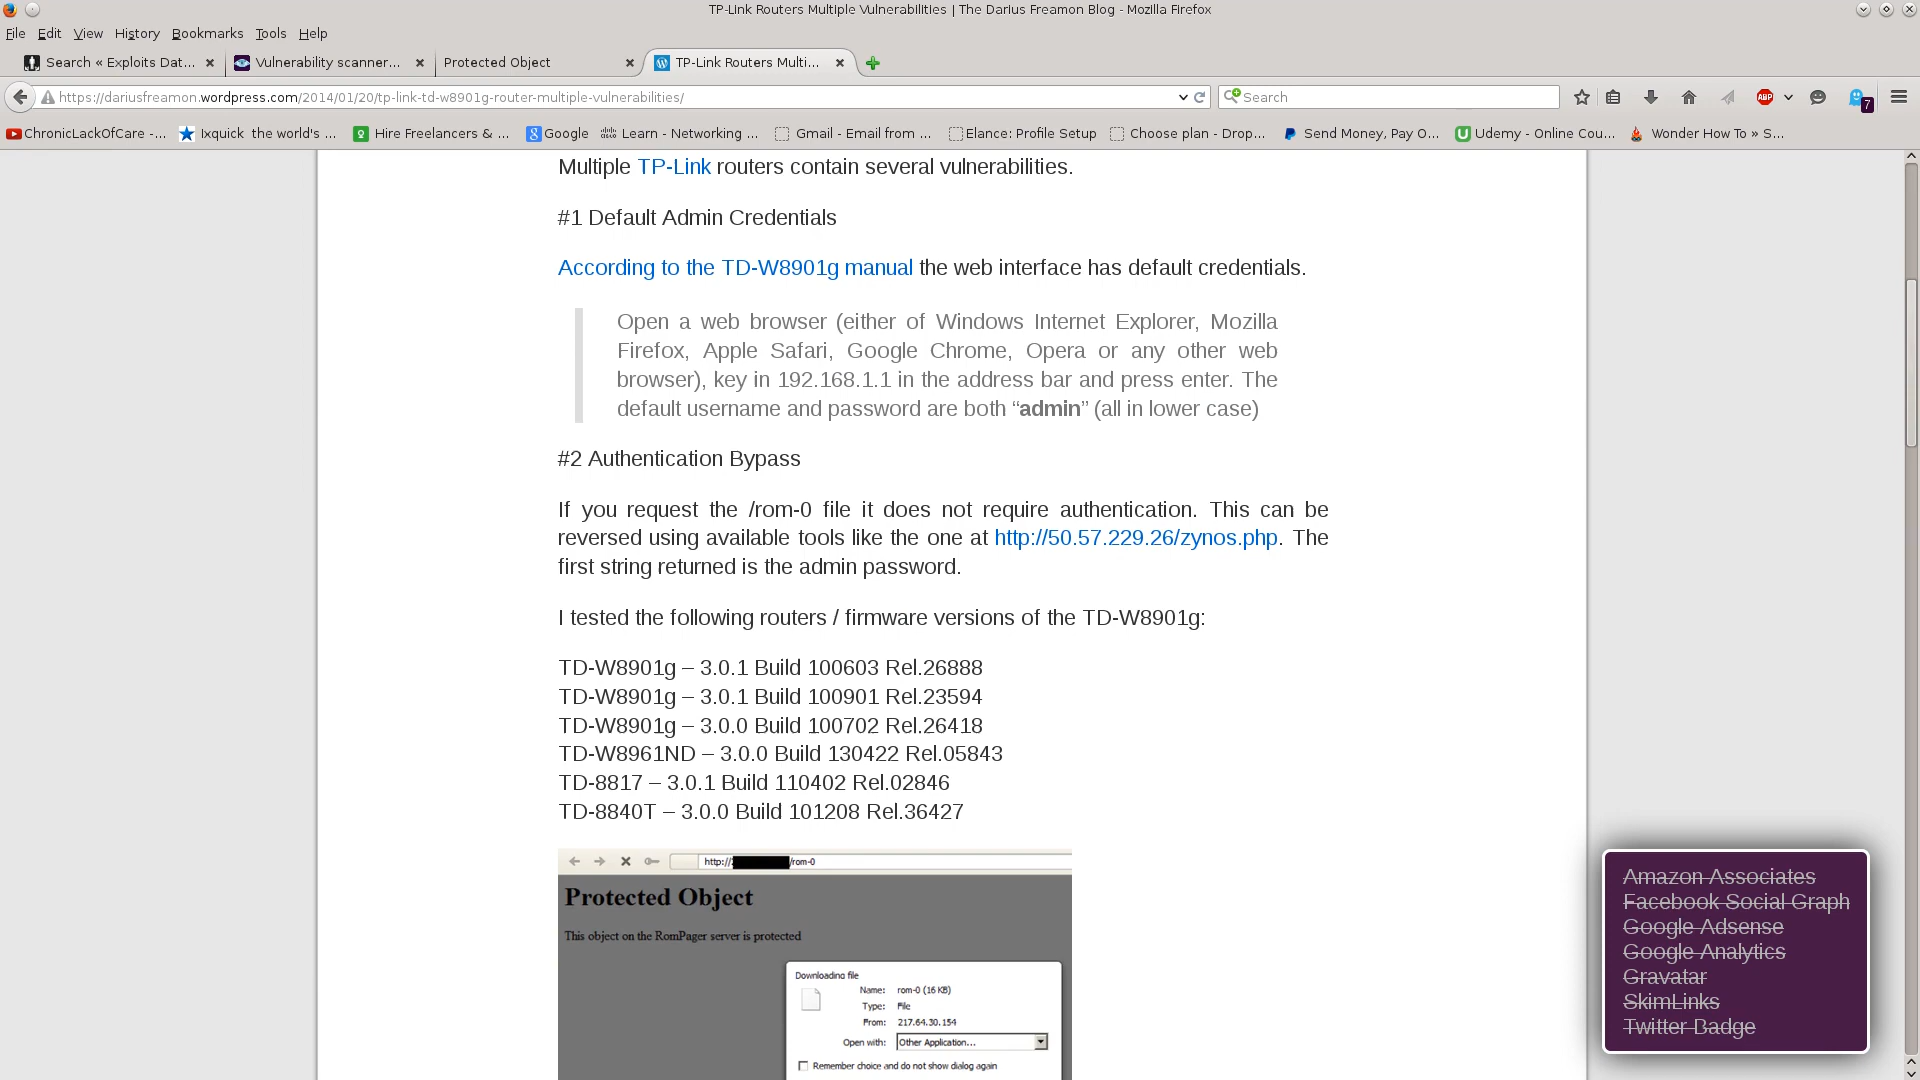 TP-Link Routers Multiple Vulnerabilities | The Darius Freamon Blog - Mozilla Firefox
File Edit View History Bookmarks Tools Help
Search « Exploits Dat... Vulnerability scanner... Protected Object TP-Link Routers Multi...
https://dariusfreamon.wordpress.com/2014/01/20/tp-link-td-w8901g-router-multiple-vulnerabilities/ Search ABP 7
ChronicLackOfCare -... Ixquick the world's ... Hire Freelancers & ... Google Learn - Networking ... Gmail - Email from ... Elance: Profile Setup Choose plan - Drop... Send Money, Pay O... Udemy - Online Cou... Wonder How To » S...
Multiple TP-Link routers contain several vulnerabilities.
#1 Default Admin Credentials
According to the TD-W8901g manual the web interface has default credentials.
Open a web browser (either of Windows Internet Explorer, Mozilla
Firefox, Apple Safari, Google Chrome, Opera or any other web
browser), key in 192.168.1.1 in the address bar and press enter. The
default username and password are both “admin” (all in lower case)
#2 Authentication Bypass
If you request the /rom-0 file it does not require authentication. This can be
reversed using available tools like the one at http://50.57.229.26/zynos.php. The
first string returned is the admin password.
I tested the following routers / firmware versions of the TD-W8901g:
TD-W8901g – 3.0.1 Build 100603 Rel.26888
TD-W8901g – 3.0.1 Build 100901 Rel.23594
TD-W8901g – 3.0.0 Build 100702 Rel.26418
TD-W8961ND – 3.0.0 Build 130422 Rel.05843
TD-8817 – 3.0.1 Build 110402 Rel.02846
TD-8840T – 3.0.0 Build 101208 Rel.36427
http:// /rom-0
Protected Object
This object on the RomPager server is protected
Downloading file
Name: rom-0 (16 KB)
Type: File
From: 217.64.30.154
Open with: Other Application...
Remember choice and do not show dialog again
Amazon Associates
Facebook Social Graph
Google Adsense
Google Analytics
Gravatar
SkimLinks
Twitter Badge